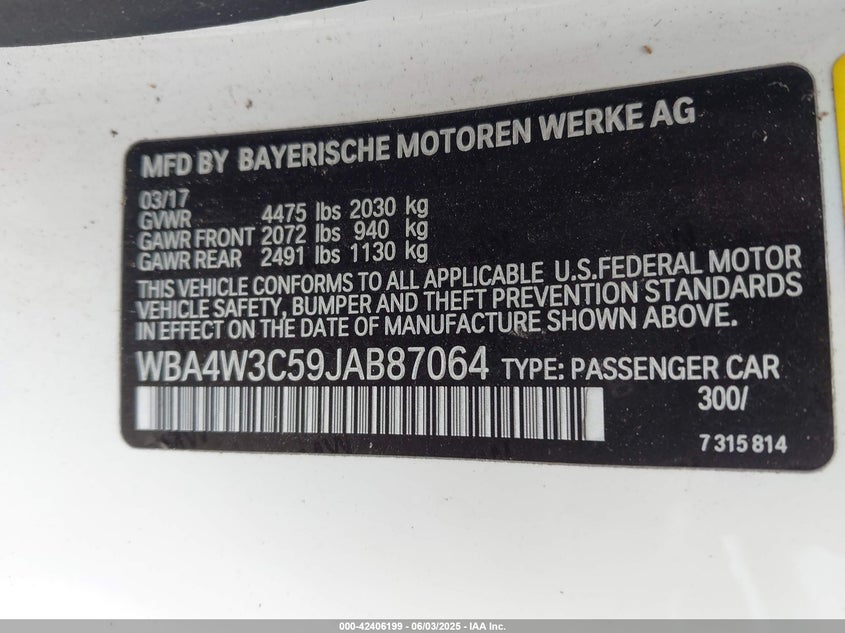 MFD BY BAYERISCHE MOTOREN WERKE AG
03/17
GVWR 4475 lbs 2030 kg
GAWR FRONT 2072 lbs 940 kg
GAWR REAR 2491 lbs 1130 kg
THIS VEHICLE CONFORMS TO ALL APPLICABLE U.S.FEDERAL MOTOR
VEHICLE SAFETY, BUMPER AND THEFT PREVENTION STANDARDS
IN EFFECT ON THE DATE OF MANUFACTURE SHOWN ABOVE.
WBA4W3C59JAB87064 TYPE: PASSENGER CAR
300/
7 315 814
000-42406199 - 06/03/2025 - IAA Inc.